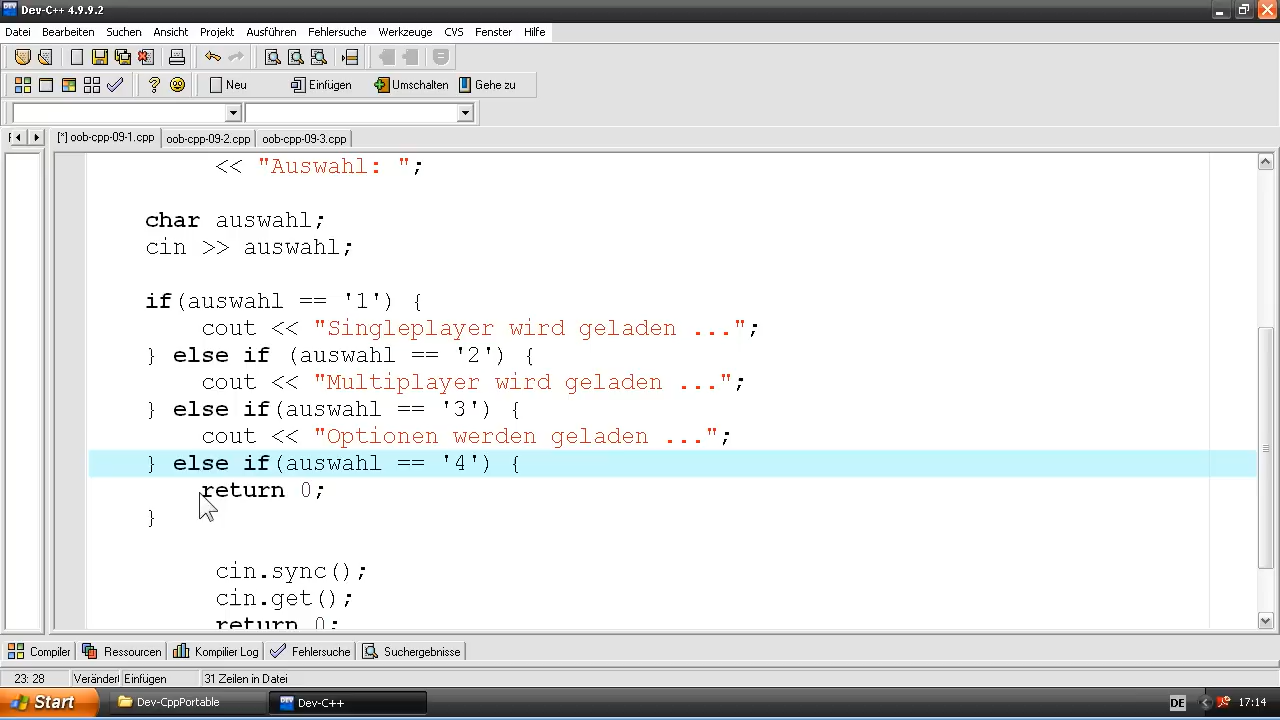 Dev-C++ 4.9.9.2
Datei Bearbeiten Suchen Ansicht Projekt Ausführen Fehlersuche Werkzeuge CVS Fenster Hilfe
Neu Einfügen Umschalten Gehe zu
[*] oob-cpp-09-1.cpp oob-cpp-09-2.cpp oob-cpp-09-3.cpp
<< "Auswahl: ";
char auswahl;
cin >> auswahl;
if(auswahl == '1') {
cout << "Singleplayer wird geladen ...";
} else if (auswahl == '2') {
cout << "Multiplayer wird geladen ...";
} else if(auswahl == '3') {
cout << "Optionen werden geladen ...";
} else if(auswahl == '4') {
return 0;
}
cin.sync();
cin.get();
return 0;
Compiler Ressourcen Kompilier Log Fehlersuche Suchergebnisse
23: 28 Veränder Einfügen 31 Zeilen in Datei
Start Dev-CppPortable Dev-C++ DE 17:14